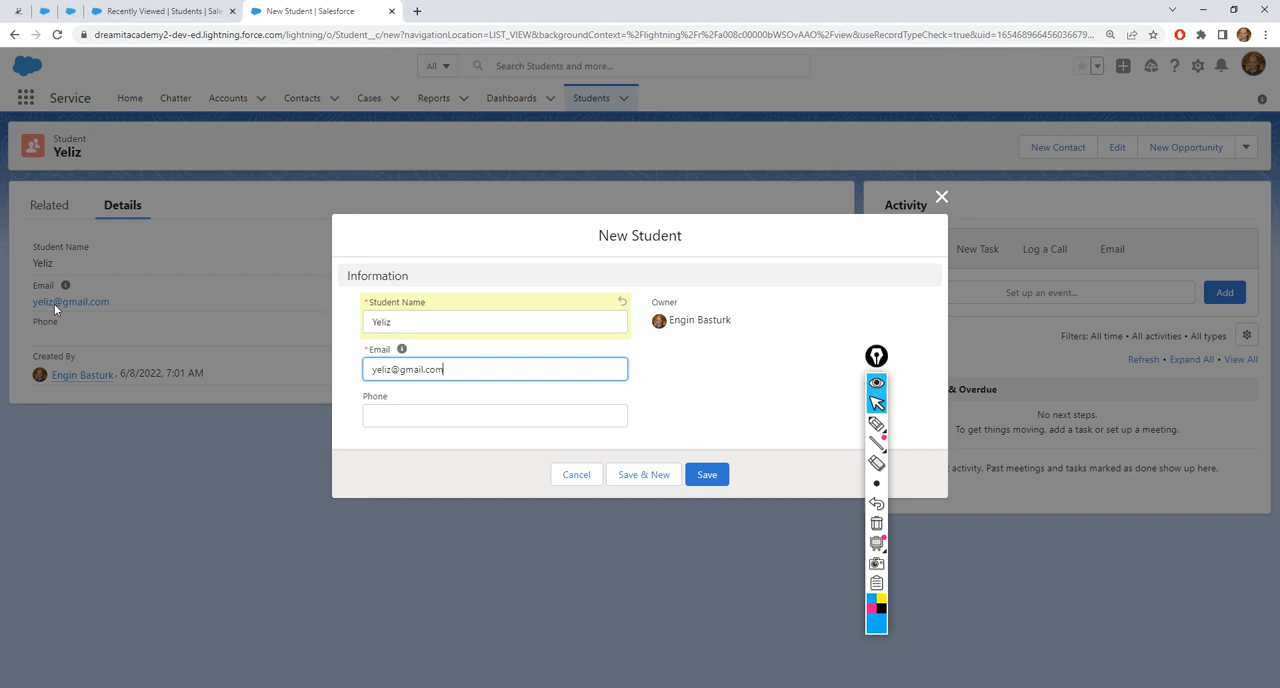 Recently Viewed | Students | Sale
New Student | Salesforce
dreamitacademy2-dev-ed.lightning.force.com/lightning/o/Student__c/new?navigationLocation=LIST_VIEW&backgroundContext=%2Flightning%2Fr%2Fa008c00000bWSOvAAO%2Fview&useRecordTypeCheck=true&uid=165468966456036679...
All
Search Students and more...
Service
Home
Chatter
Accounts
Contacts
Cases
Reports
Dashboards
Students
Student
Yeliz
New Contact
Edit
New Opportunity
Related
Details
Activity
Student Name
Yeliz
Email
yeliz@gmail.com
Phone
Created By
Engin Basturk, 6/8/2022, 7:01 AM
New Student
Information
*Student Name
Yeliz
Owner
Engin Basturk
*Email
yeliz@gmail.com
Phone
Cancel
Save & New
Save
New Task
Log a Call
Email
Set up an event...
Add
Filters: All time • All activities • All types
Refresh • Expand All • View All
& Overdue
No next steps.
To get things moving, add a task or set up a meeting.
activity. Past meetings and tasks marked as done show up here.